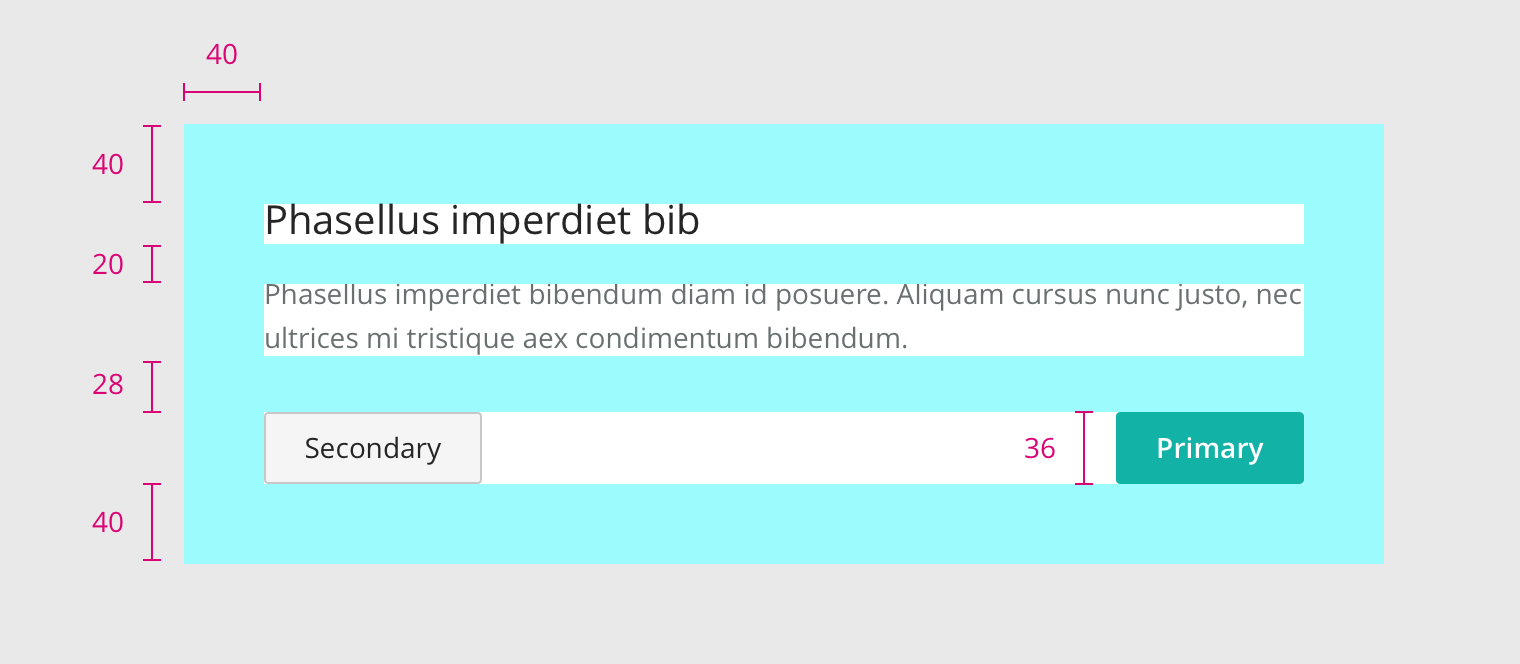 40
40
Phasellus imperdiet bib
20
Phasellus imperdiet bibendum diam id posuere. Aliquam cursus nunc justo, nec
ultrices mi tristique aex condimentum bibendum.
28
Secondary 36 Primary
40